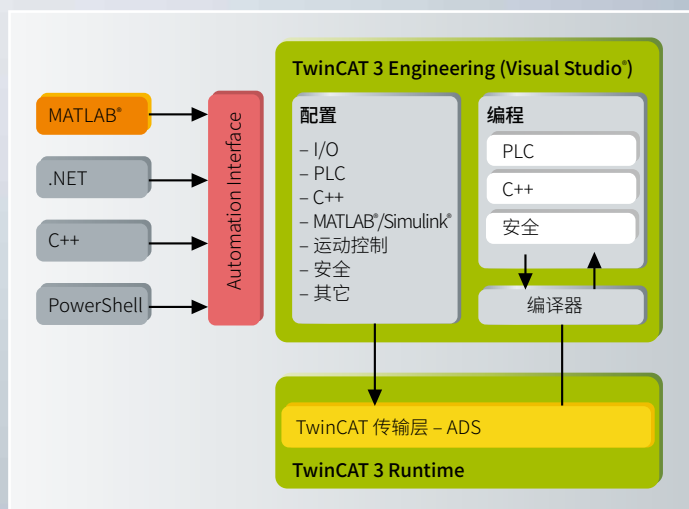 MATLAB®
.NET
C++
PowerShell
Automation Interface
TwinCAT 3 Engineering (Visual Studio®)
配置
– I/O
– PLC
– C++
– MATLAB®/Simulink®
– 运动控制
– 安全
– 其它
编程
PLC
C++
安全
编译器
TwinCAT 传输层 – ADS
TwinCAT 3 Runtime